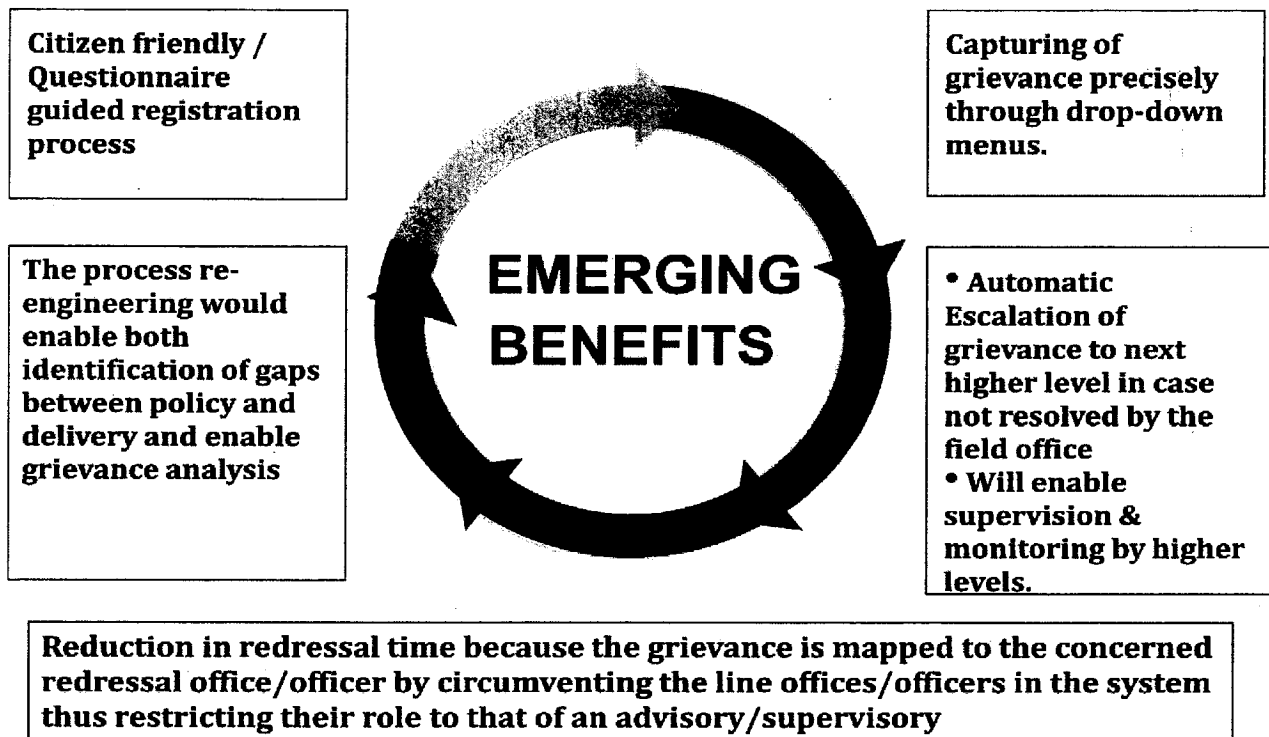 Citizen friendly /
Questionnaire
guided registration
process
Capturing of
grievance precisely
through drop-down
menus.
EMERGING
BENEFITS
The process re-
engineering would
enable both
identification of gaps
between policy and
delivery and enable
grievance analysis
• Automatic
Escalation of
grievance to next
higher level in case
not resolved by the
field office
• Will enable
supervision &
monitoring by higher
levels.
Reduction in redressal time because the grievance is mapped to the concerned
redressal office/officer by circumventing the line offices/officers in the system
thus restricting their role to that of an advisory/supervisory